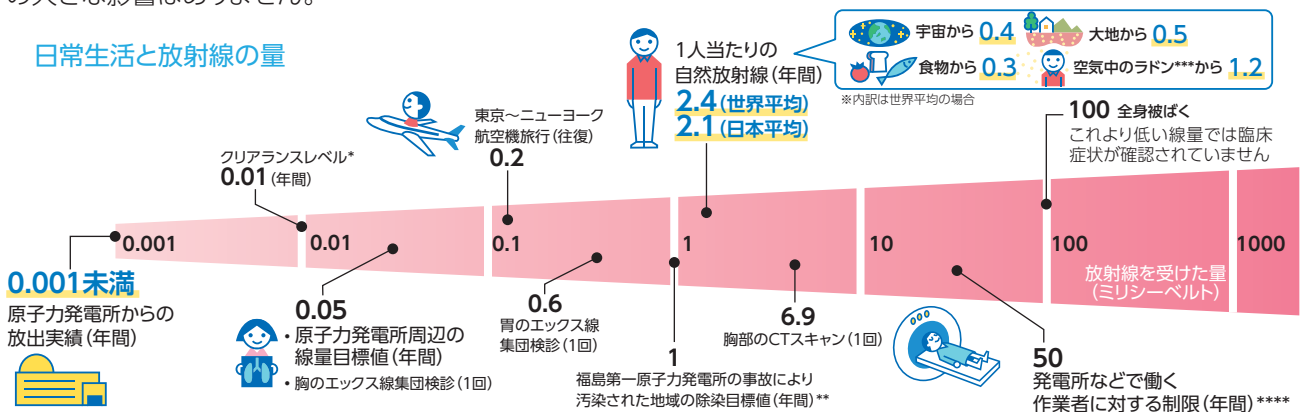 の大きな影響はありません。
日常生活と放射線の量
1人当たりの
自然放射線(年間)
2.4(世界平均)
2.1(日本平均)
宇宙から 0.4
大地から 0.5
食物から 0.3
空気中のラドン***から 1.2
※内訳は世界平均の場合
100 全身被ばく
これより低い線量では臨床
症状が確認されていません
東京～ニューヨーク
航空機旅行(往復)
0.2
クリアランスレベル*
0.01(年間)
0.001
0.01
0.1
1
10
100
1000
放射線を受けた量
(ミリシーベルト)
0.001未満
原子力発電所からの
放出実績(年間)
0.05
・原子力発電所周辺の
線量目標値(年間)
・胸のエックス線集団検診(1回)
0.6
胃のエックス線
集団検診(1回)
1
福島第一原子力発電所の事故により
汚染された地域の除染目標値(年間)**
6.9
胸部のCTスキャン(1回)
50
発電所などで働く
作業者に対する制限(年間)****